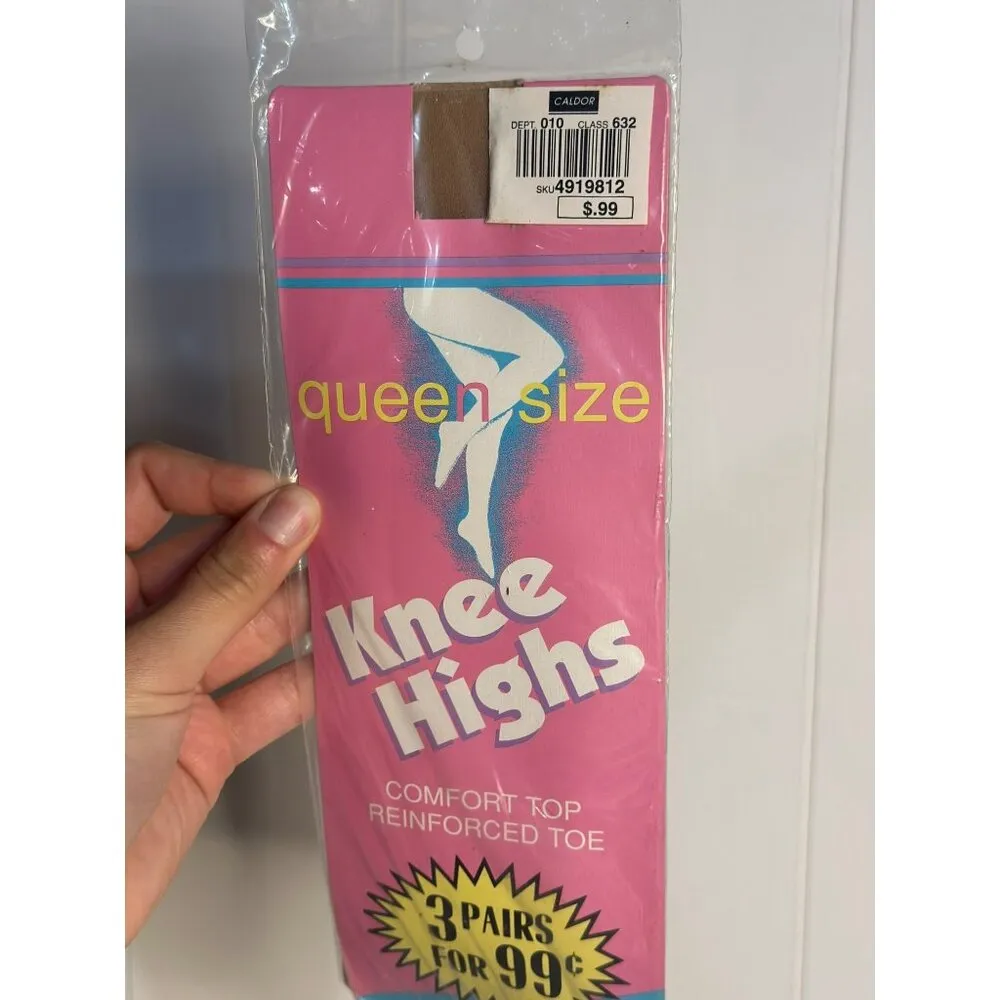 CALDOR
DEPT. 010 CLASS 632
SKU4919812
$.99
queen size
Knee
Highs
COMFORT TOP
REINFORCED TOE
3 PAIRS
FOR 99¢